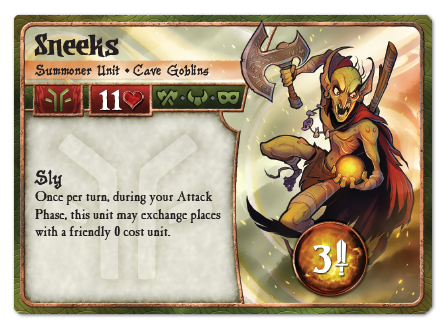 Sneeks
Summoner Unit • Cave Goblins
11
Sly
Once per turn, during your Attack
Phase, this unit may exchange places
with a friendly 0 cost unit.
3